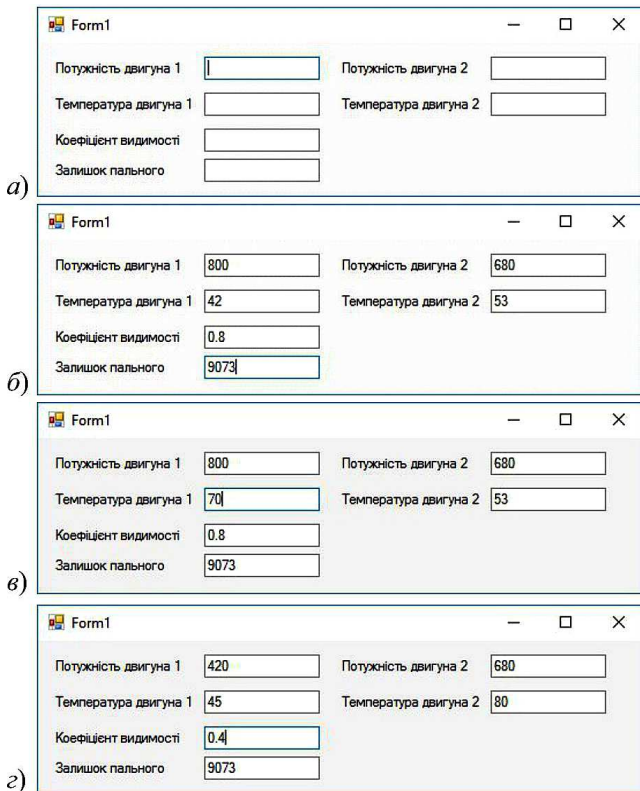 Form1
Потужність двигуна 1 Потужність двигуна 2
Температура двигуна 1 Температура двигуна 2
Коефіцієнт видимості
Залишок пального
а)
Form1
Потужність двигуна 1 800 Потужність двигуна 2 680
Температура двигуна 1 42 Температура двигуна 2 53
Коефіцієнт видимості 0.8
Залишок пального 9073
б)
Form1
Потужність двигуна 1 800 Потужність двигуна 2 680
Температура двигуна 1 70 Температура двигуна 2 53
Коефіцієнт видимості 0.8
Залишок пального 9073
в)
Form1
Потужність двигуна 1 420 Потужність двигуна 2 680
Температура двигуна 1 45 Температура двигуна 2 80
Коефіцієнт видимості 0.4
Залишок пального 9073
г)